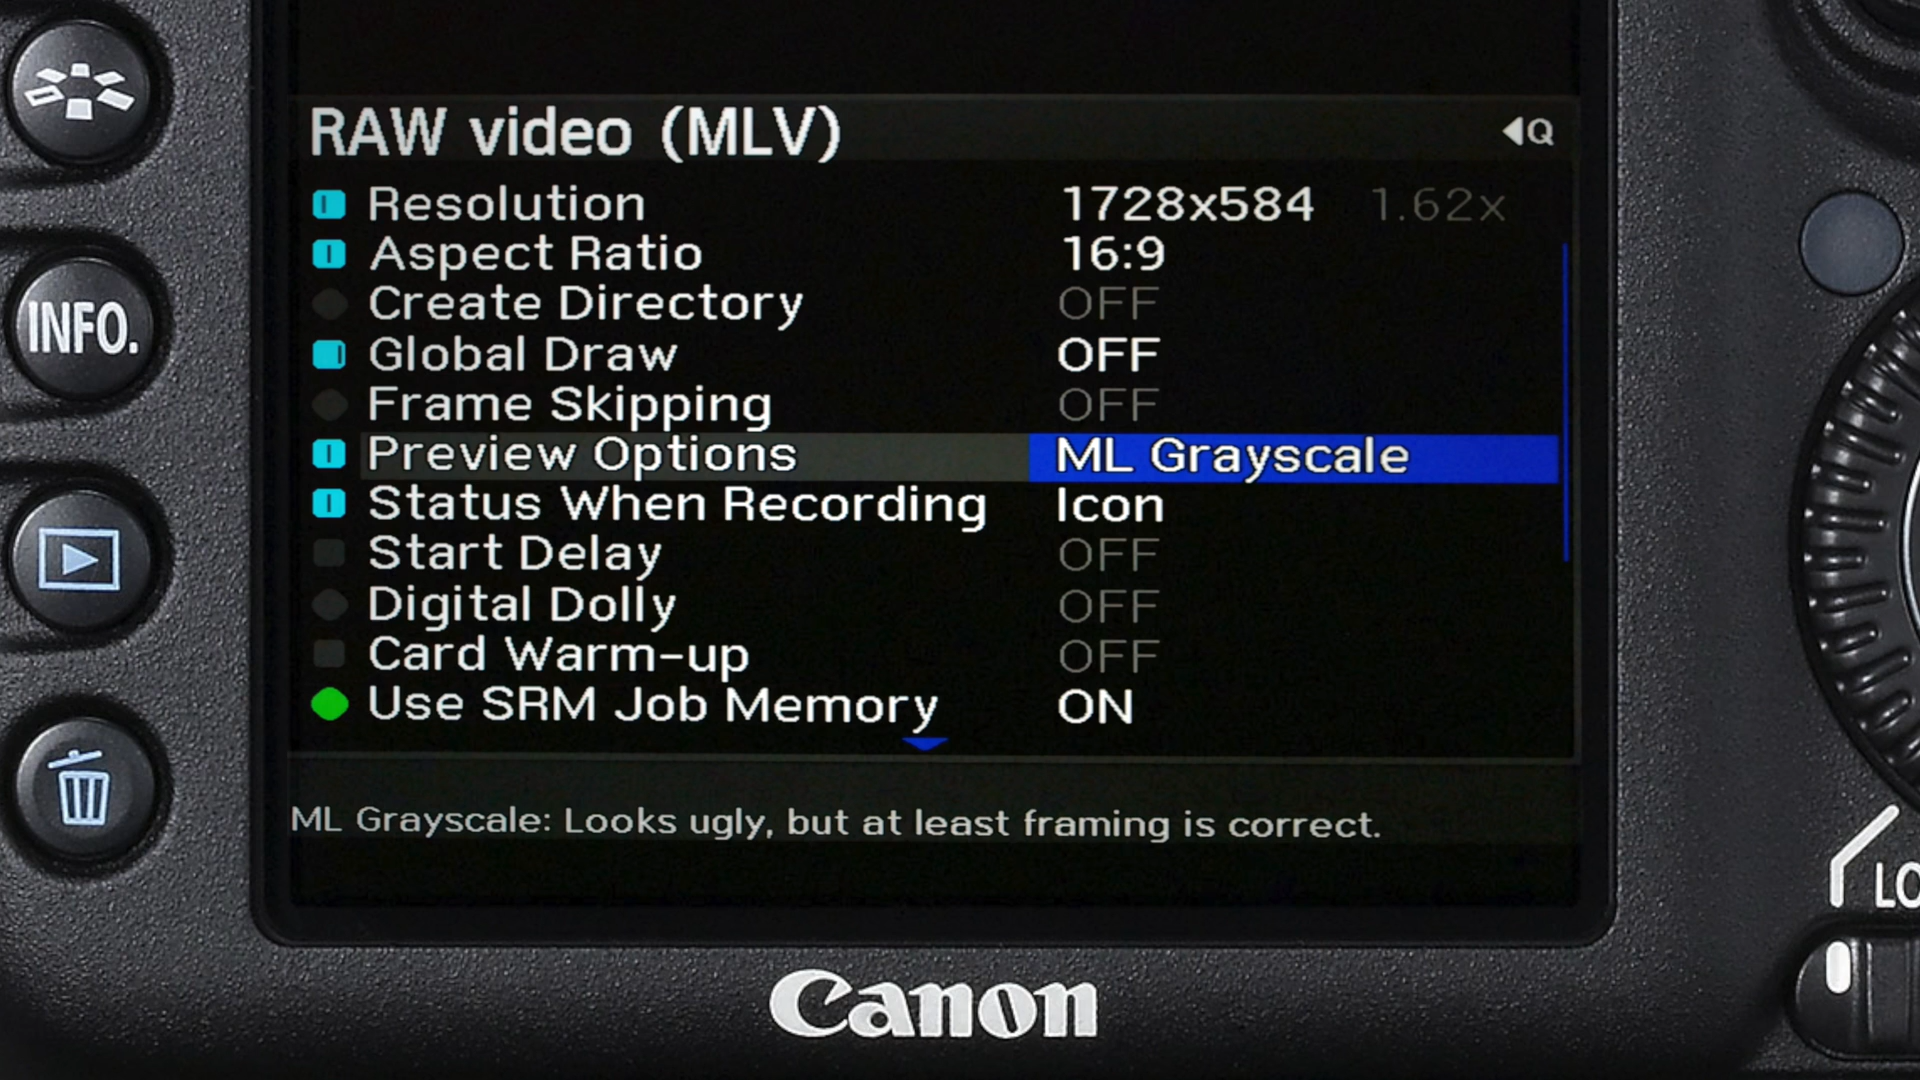 RAW video (MLV) Q
Resolution 1728x584 1.62x
Aspect Ratio 16:9
Create Directory OFF
Global Draw OFF
INFO.
Frame Skipping OFF
Preview Options ML Grayscale
Status When Recording Icon
Start Delay OFF
Digital Dolly OFF
Card Warm-up OFF
Use SRM Job Memory ON
ML Grayscale: Looks ugly, but at least framing is correct.
LO
Canon